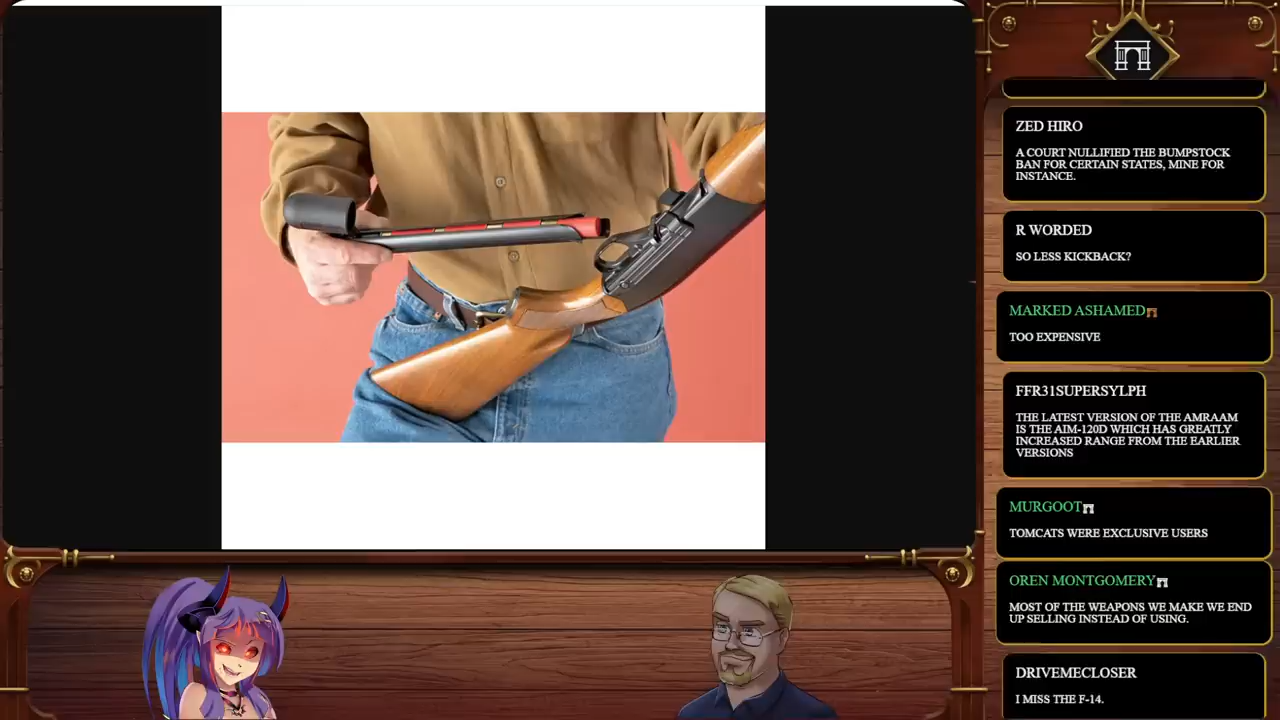 ZED HIRO
A COURT NULLIFIED THE BUMPSTOCK
BAN FOR CERTAIN STATES, MINE FOR
INSTANCE.
R WORDED
SO LESS KICKBACK?
MARKED ASHAMED
TOO EXPENSIVE
FFR31SUPERSYLPH
THE LATEST VERSION OF THE AMRAAM
IS THE AIM-120D WHICH HAS GREATLY
INCREASED RANGE FROM THE EARLIER
VERSIONS
MURGOOT
TOMCATS WERE EXCLUSIVE USERS
OREN MONTGOMERY
MOST OF THE WEAPONS WE MAKE WE END
UP SELLING INSTEAD OF USING.
DRIVEMECLOSER
I MISS THE F-14.